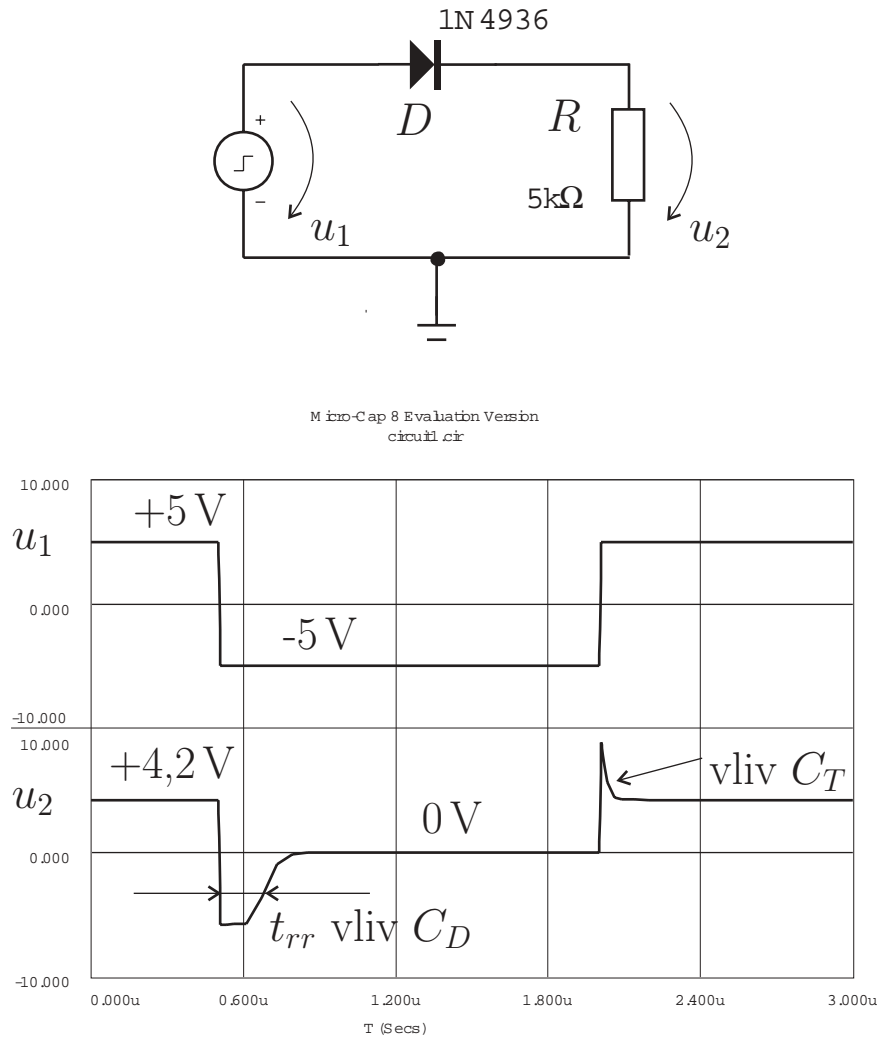 1N 4936
D
R
+
−
u1
5kΩ
u2
Micro-Cap 8 Evaluation Version
circuit1.cir
10.000
+5 V
u1
0.000
-5 V
-10.000
10.000
+4,2 V
vliv CT
u2
0 V
0.000
trr vliv CD
-10.000
0.000u 0.600u 1.200u 1.800u 2.400u 3.000u
T (Secs)